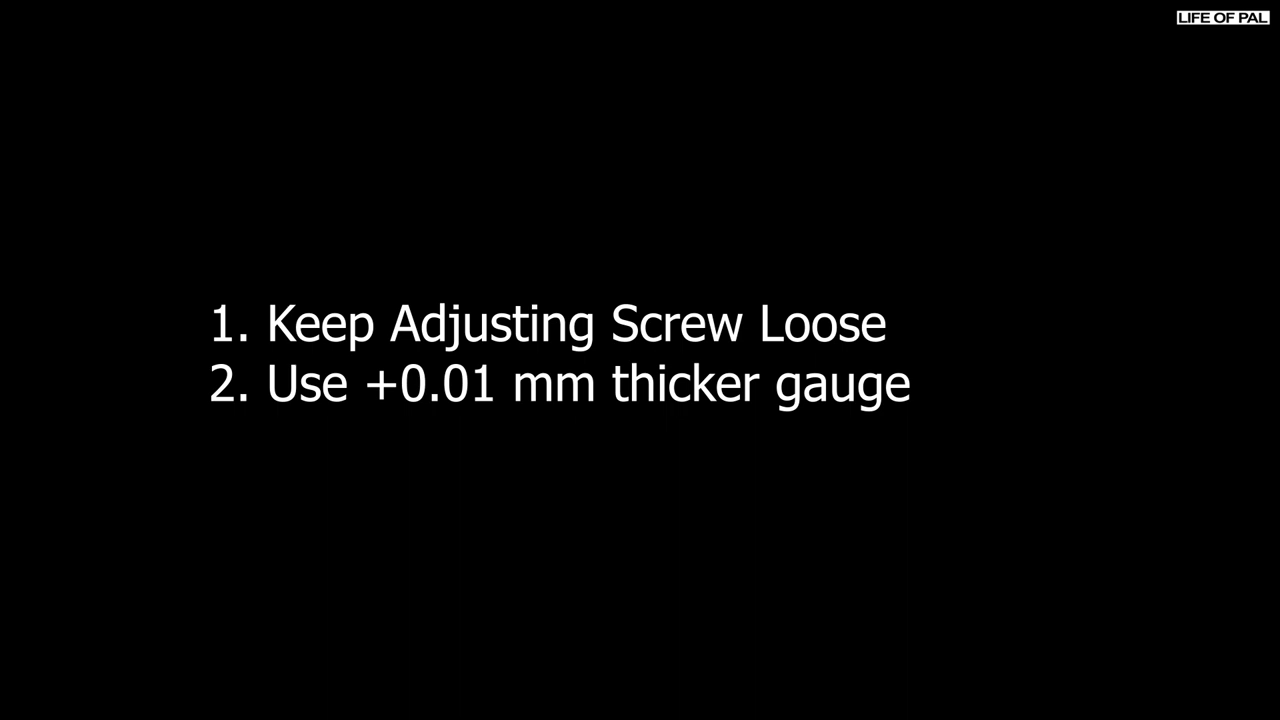 LIFE OF PAL
1. Keep Adjusting Screw Loose
2. Use +0.01 mm thicker gauge